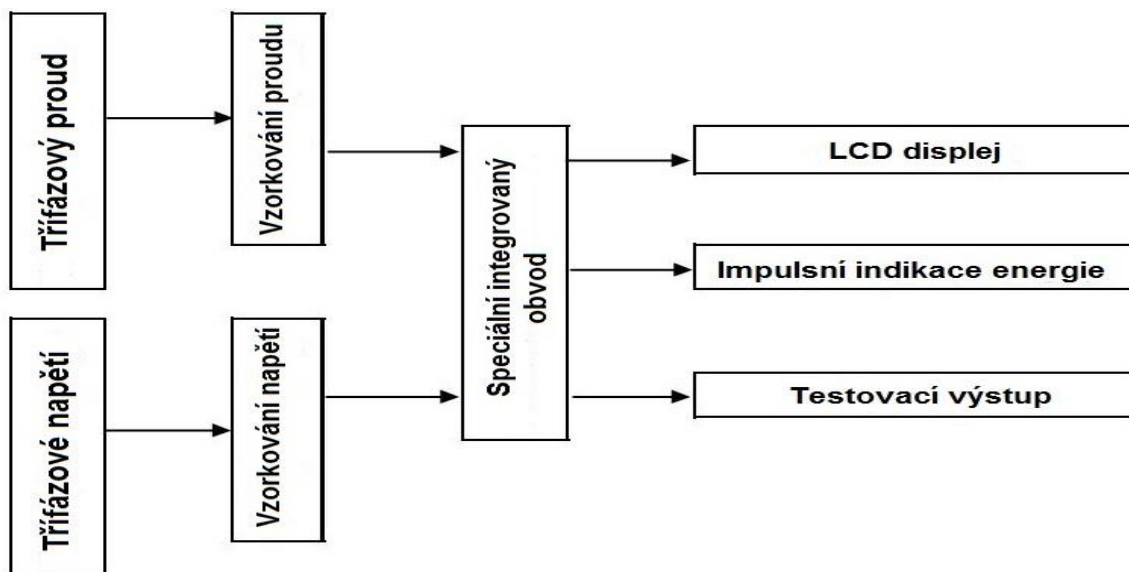 Třífázový proud
Vzorkování proudu
Třífázové napětí
Vzorkování napětí
Speciální integrovaný
obvod
LCD displej
Impulsní indikace energie
Testovací výstup